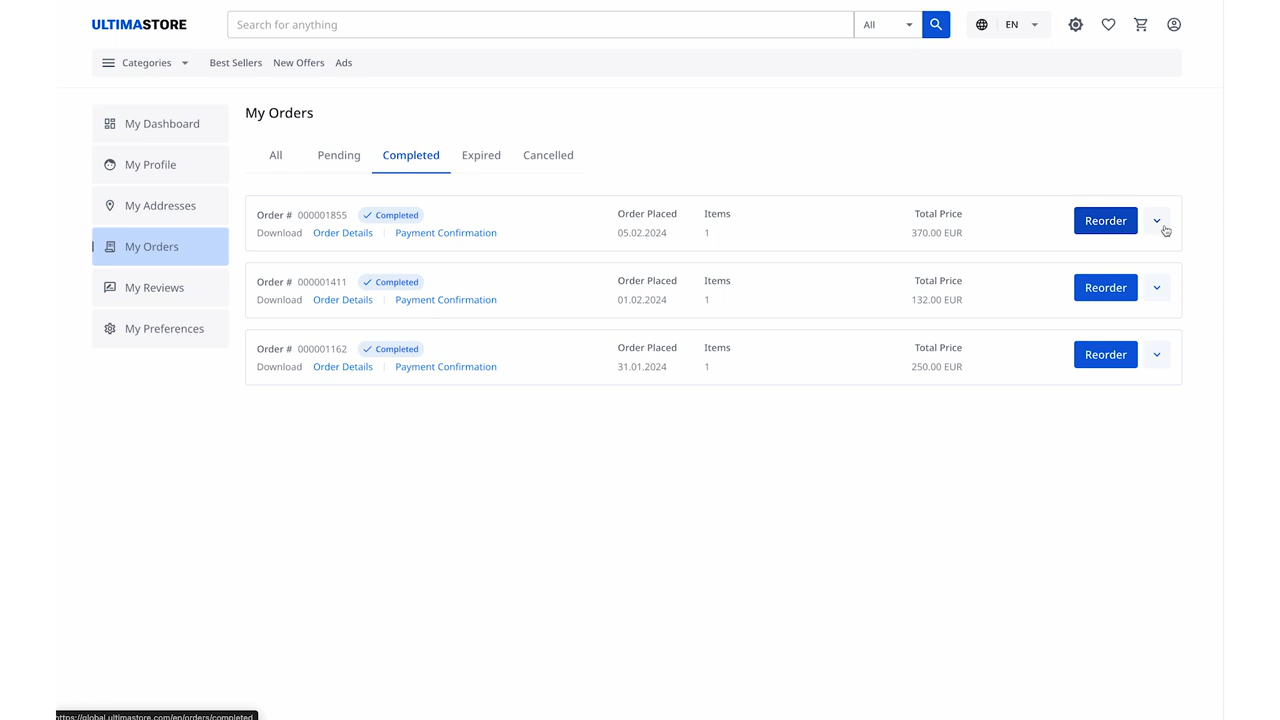 ULTIMASTORE
Search for anything
All
EN
Categories
Best Sellers
New Offers
Ads
My Dashboard
My Profile
My Addresses
My Orders
My Reviews
My Preferences
My Orders
All
Pending
Completed
Expired
Cancelled
Order # 000001855
Completed
Order Placed
Items
Total Price
Reorder
Download
Order Details
Payment Confirmation
05.02.2024
1
370.00 EUR
Order # 000001411
Completed
Order Placed
Items
Total Price
Reorder
Download
Order Details
Payment Confirmation
01.02.2024
1
132.00 EUR
Order # 000001162
Completed
Order Placed
Items
Total Price
Reorder
Download
Order Details
Payment Confirmation
31.01.2024
1
250.00 EUR
https://global.ultimastore.com/en/orders/completed